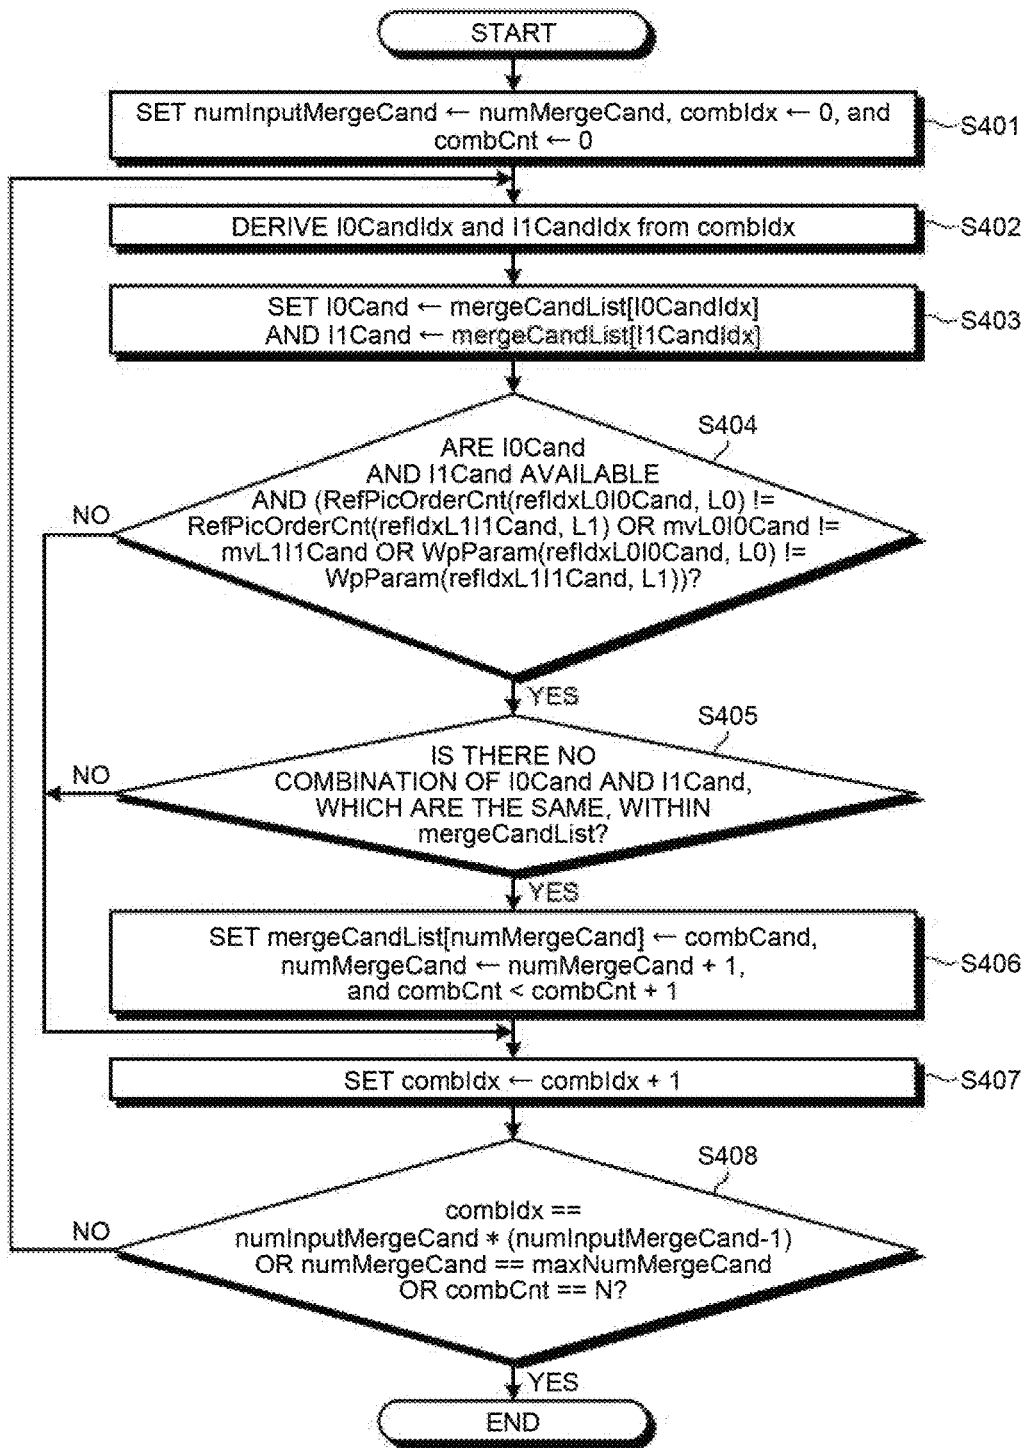 START
SET numInputMergeCand ← numMergeCand, combIdx ← 0, and
combCnt ← 0
S401
DERIVE l0CandIdx and l1CandIdx from combIdx
S402
SET l0Cand ← mergeCandList[l0CandIdx]
AND l1Cand ← mergeCandList[l1CandIdx]
S403
S404
ARE l0Cand
AND l1Cand AVAILABLE
AND (RefPicOrderCnt(refIdxL0l0Cand, L0) !=
RefPicOrderCnt(refIdxL1l1Cand, L1) OR mvL0l0Cand !=
mvL1l1Cand OR WpParam(refIdxL0l0Cand, L0) !=
WpParam(refIdxL1l1Cand, L1))?
NO
YES
S405
IS THERE NO
COMBINATION OF l0Cand AND l1Cand,
WHICH ARE THE SAME, WITHIN
mergeCandList?
NO
YES
SET mergeCandList[numMergeCand] ← combCand,
numMergeCand ← numMergeCand + 1,
and combCnt < combCnt + 1
S406
SET combIdx ← combIdx + 1
S407
S408
combIdx ==
numInputMergeCand * (numInputMergeCand-1)
OR numMergeCand == maxNumMergeCand
OR combCnt == N?
NO
YES
END